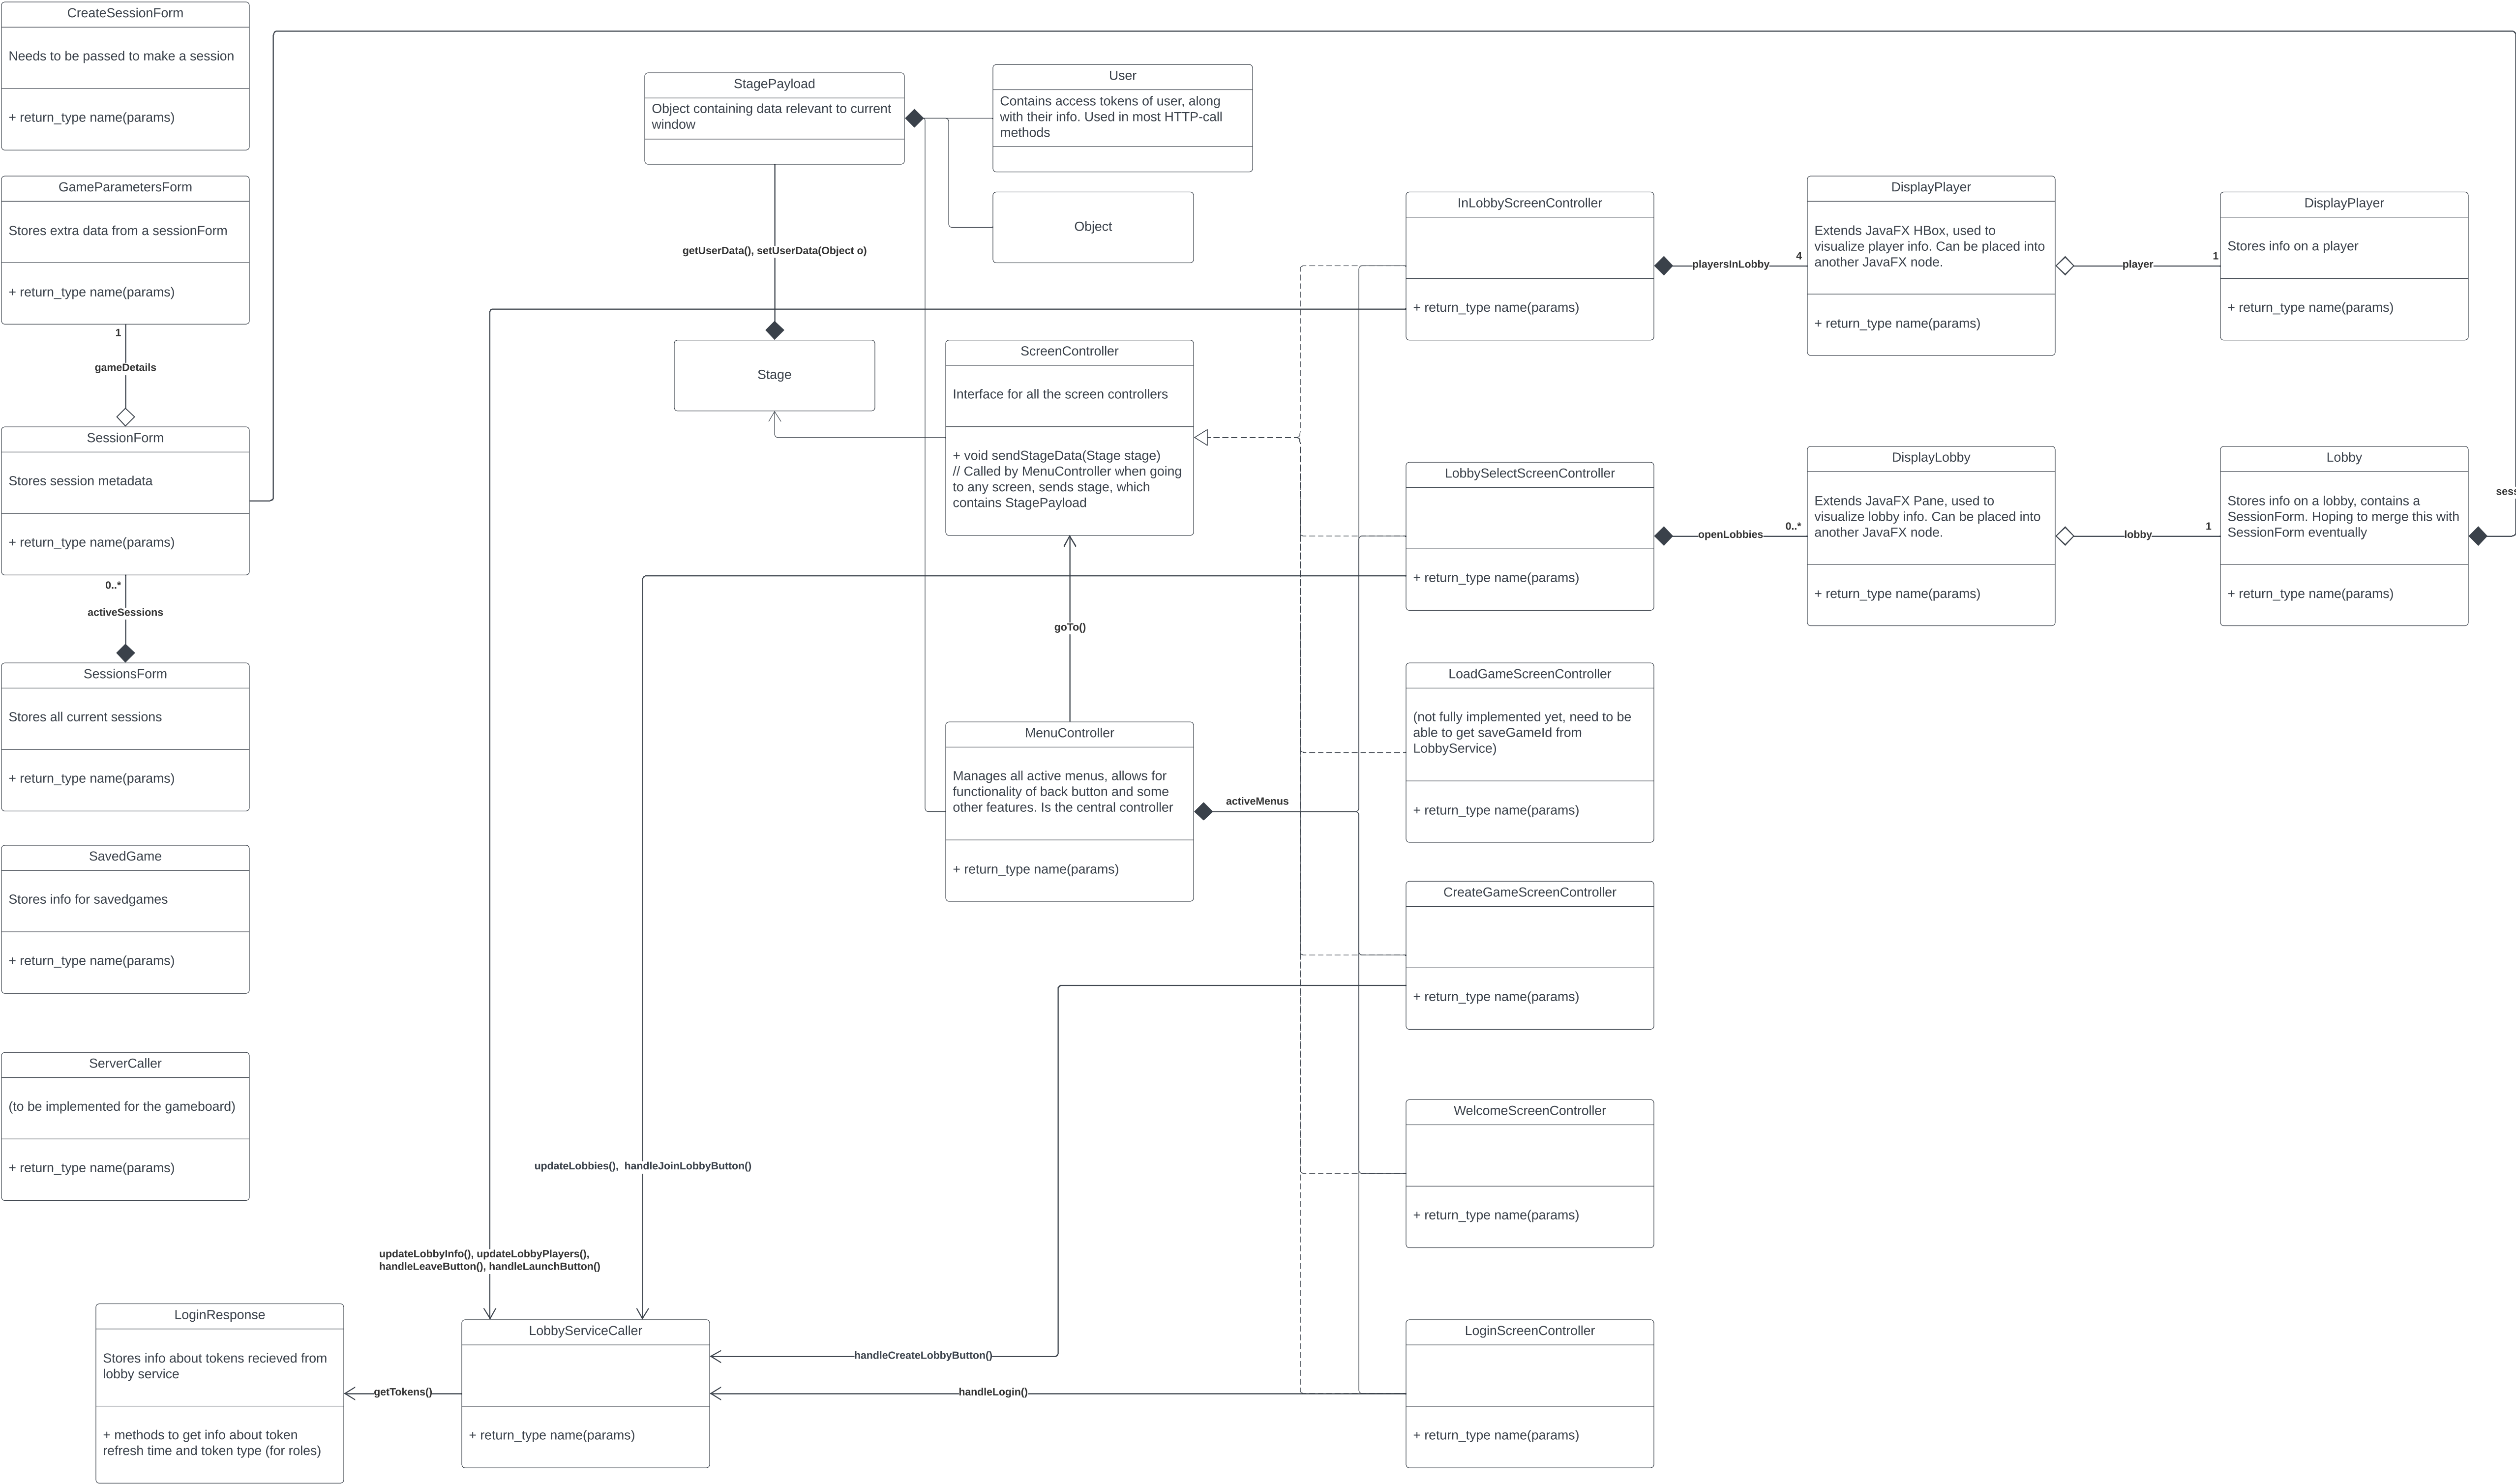 CreateSessionForm
Needs to be passed to make a session
+ return_type name(params)
GameParametersForm
Stores extra data from a sessionForm
+ return_type name(params)
1
gameDetails
SessionForm
Stores session metadata
+ return_type name(params)
0..*
activeSessions
SessionsForm
Stores all current sessions
+ return_type name(params)
SavedGame
Stores info for savedgames
+ return_type name(params)
ServerCaller
(to be implemented for the gameboard)
+ return_type name(params)
LoginResponse
Stores info about tokens recieved from
lobby service
+ methods to get info about token
refresh time and token type (for roles)
getTokens()
LobbyServiceCaller
+ return_type name(params)
updateLobbyInfo(), updateLobbyPlayers(),
handleLeaveButton(), handleLaunchButton()
updateLobbies(), handleJoinLobbyButton()
handleCreateLobbyButton()
handleLogin()
StagePayload
Object containing data relevant to current
window
getUserData(), setUserData(Object o)
Stage
User
Contains access tokens of user, along
with their info. Used in most HTTP-call
methods
Object
ScreenController
Interface for all the screen controllers
+ void sendStageData(Stage stage)
// Called by MenuController when going
to any screen, sends stage, which
contains StagePayload
goTo()
MenuController
Manages all active menus, allows for
functionality of back button and some
other features. Is the central controller
+ return_type name(params)
activeMenus
InLobbyScreenController
+ return_type name(params)
playersInLobby
4
DisplayPlayer
Extends JavaFX HBox, used to
visualize player info. Can be placed into
another JavaFX node.
+ return_type name(params)
player
1
DisplayPlayer
Stores info on a player
+ return_type name(params)
LobbySelectScreenController
+ return_type name(params)
openLobbies
0..*
DisplayLobby
Extends JavaFX Pane, used to
visualize lobby info. Can be placed into
another JavaFX node.
+ return_type name(params)
lobby
1
Lobby
Stores info on a lobby, contains a
SessionForm. Hoping to merge this with
SessionForm eventually
+ return_type name(params)
LoadGameScreenController
(not fully implemented yet, need to be
able to get saveGameId from
LobbyService)
+ return_type name(params)
CreateGameScreenController
+ return_type name(params)
WelcomeScreenController
+ return_type name(params)
LoginScreenController
+ return_type name(params)